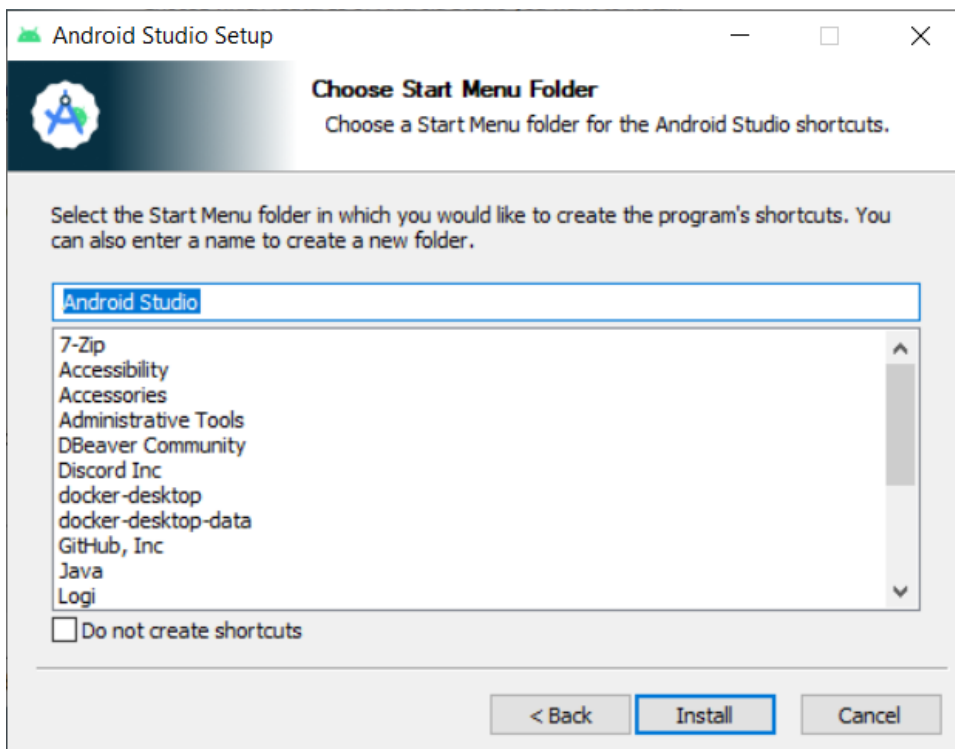 Android Studio Setup
Choose Start Menu Folder
Choose a Start Menu folder for the Android Studio shortcuts.
Select the Start Menu folder in which you would like to create the program's shortcuts. You
can also enter a name to create a new folder.
Android Studio
7-Zip
Accessibility
Accessories
Administrative Tools
DBeaver Community
Discord Inc
docker-desktop
docker-desktop-data
GitHub, Inc
Java
Logi
Do not create shortcuts
< Back
Install
Cancel